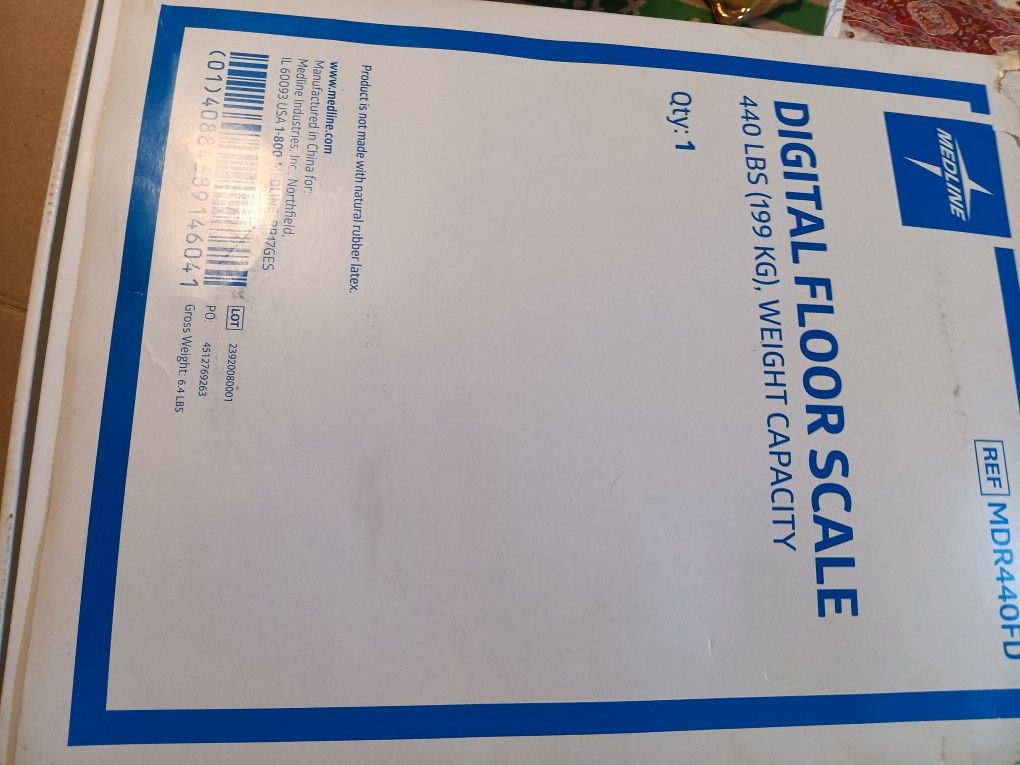 MEDLINE
REF MDR440FD
DIGITAL FLOOR SCALE
440 LBS (199 KG), WEIGHT CAPACITY
Qty: 1
Product is not made with natural rubber latex.
www.medline.com
Manufactured in China for:
Medline Industries, Inc., Northfield,
IL 60093 USA 1-800-MEDLINE
LOT 23920080001
PO: 4512769263
Gross Weight: 6.4 LBS